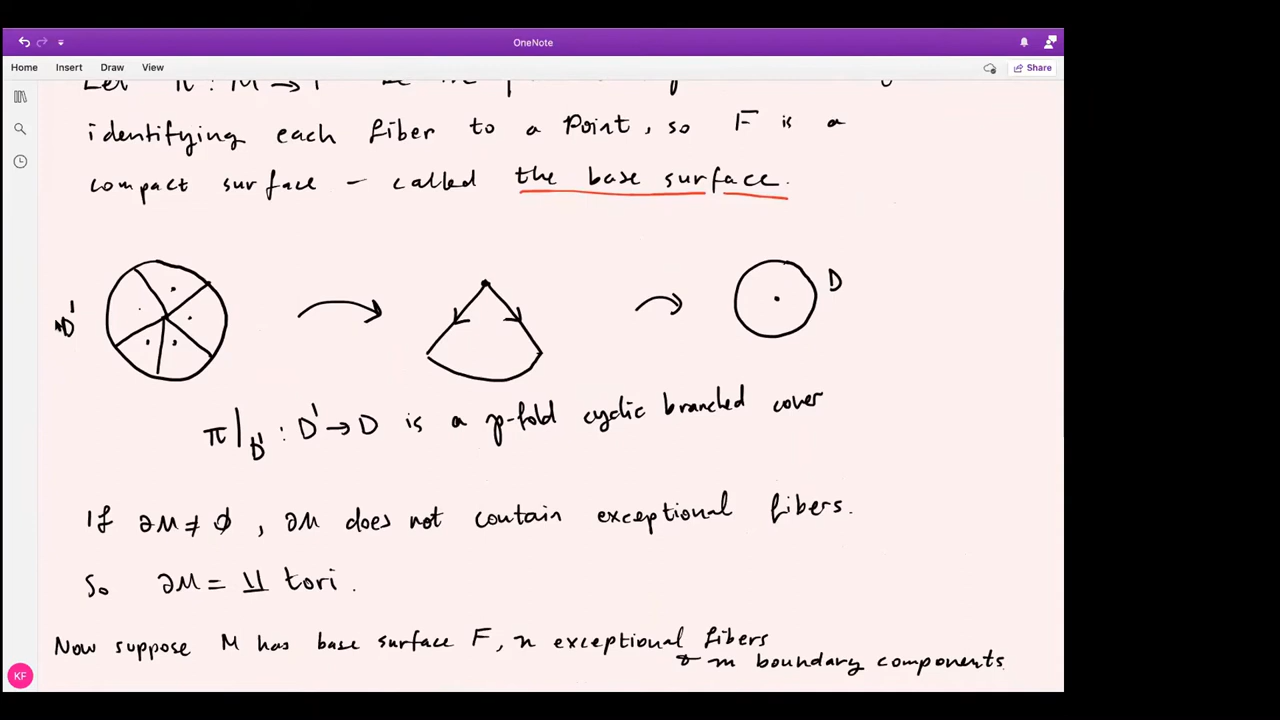 OneNote
Home Insert Draw View Share
Let π : M → F
identifying each fiber to a point, so F is a
compact surface – called the base surface.
D' D
π|D' : D' → D is a p-fold cyclic branched cover
If ∂M ≠ ∅, ∂M does not contain exceptional fibers.
So ∂M = ∐ tori.
Now suppose M has base surface F, n exceptional fibers
& m boundary components
KF